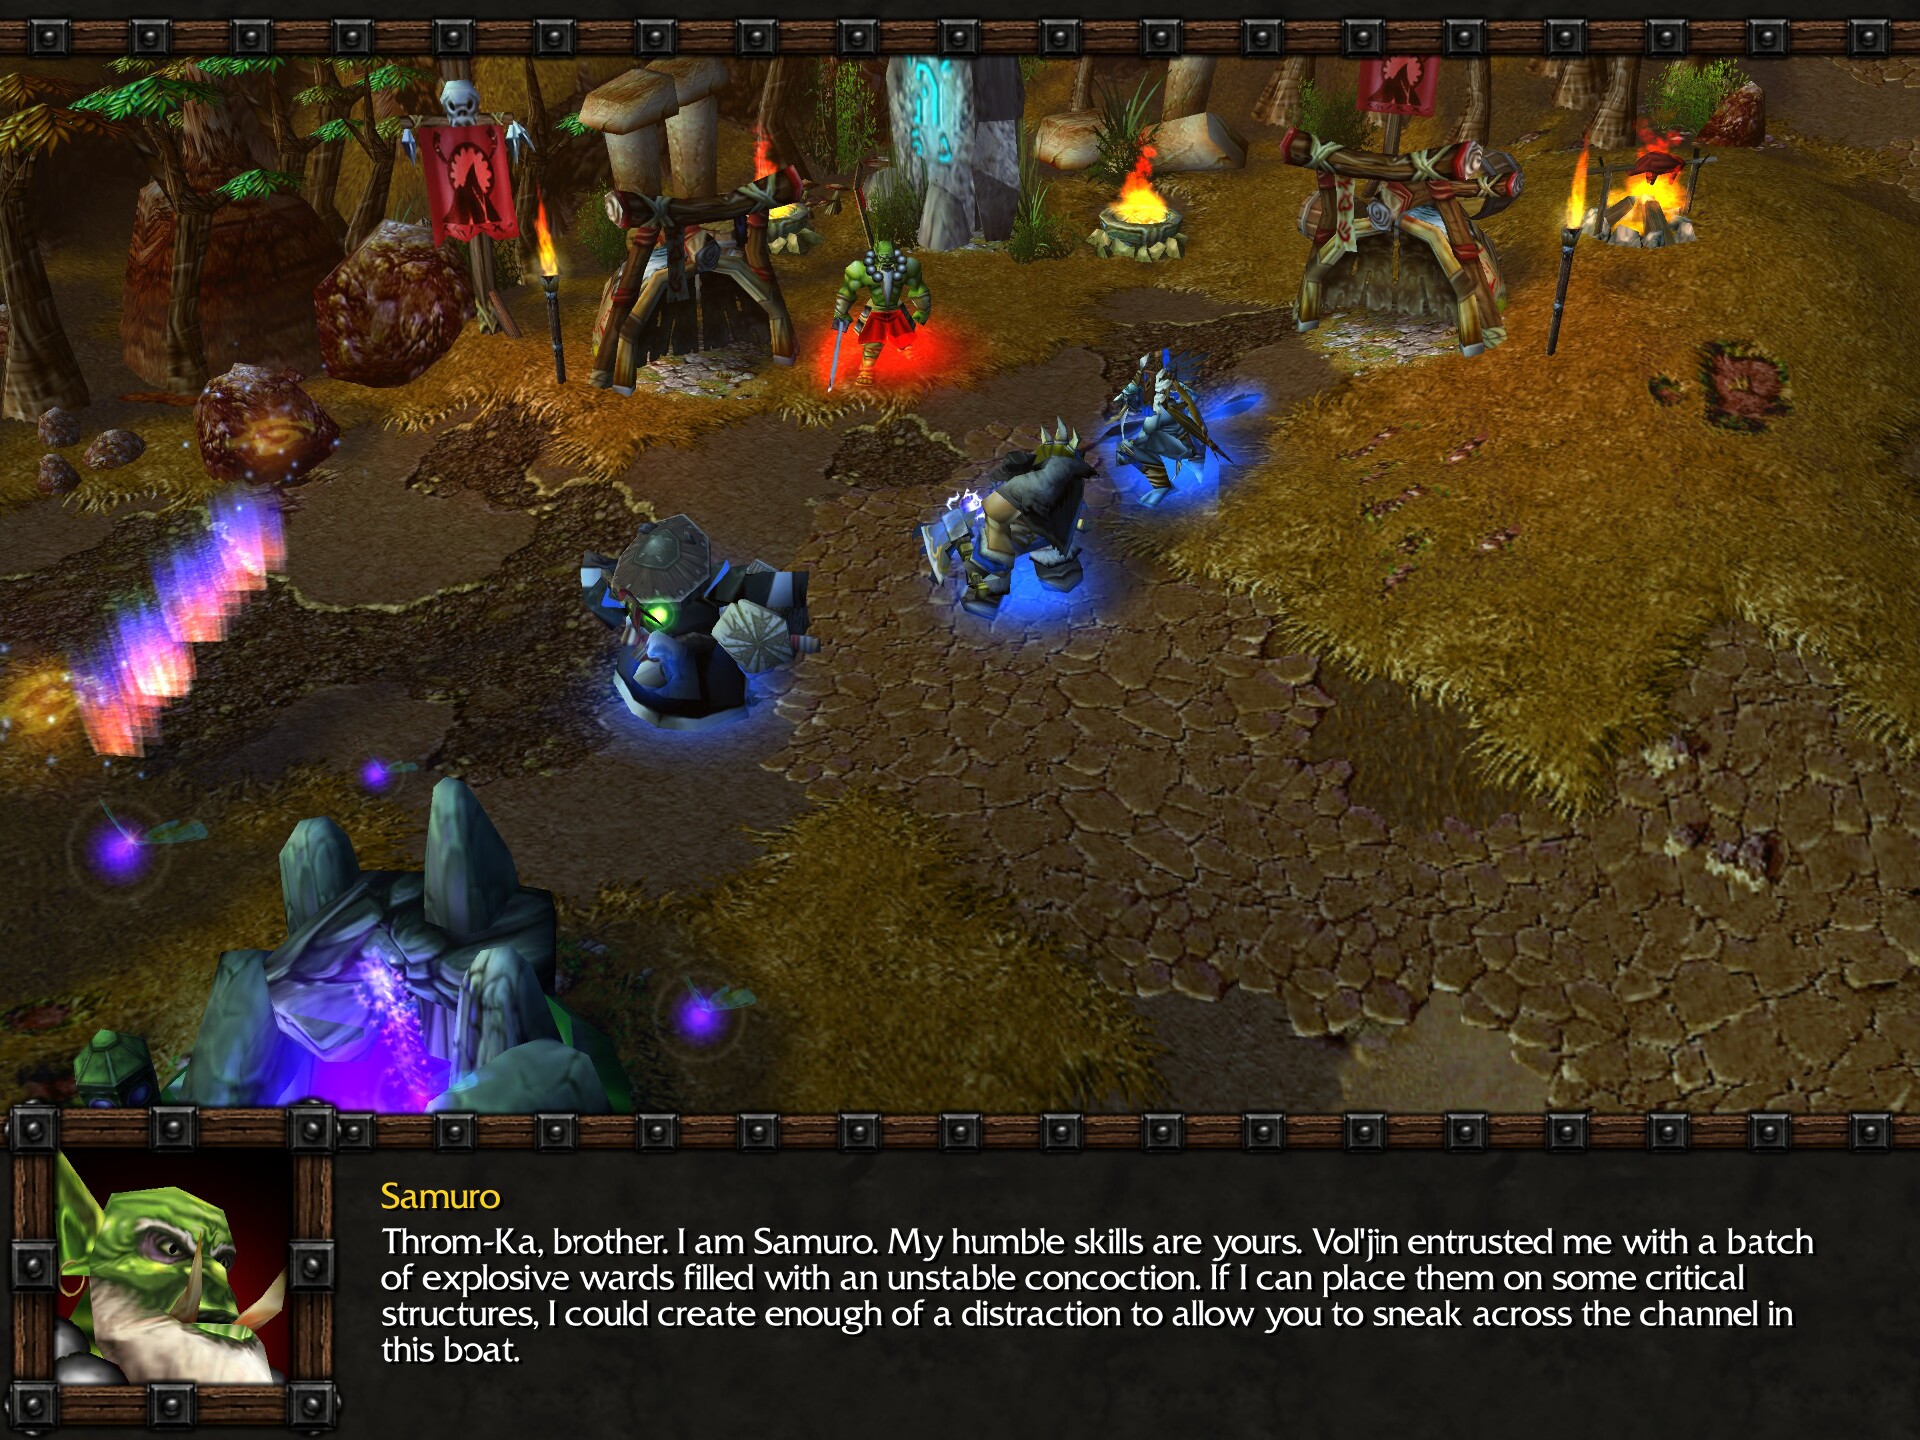 Samuro
Throm-Ka, brother. I am Samuro. My humble skills are yours. Vol'jin entrusted me with a batch
of explosive wards filled with an unstable concoction. If I can place them on some critical
structures, I could create enough of a distraction to allow you to sneak across the channel in
this boat.